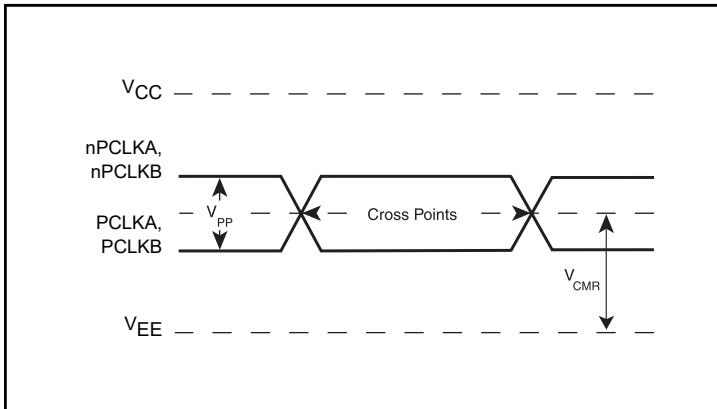 VCC
nPCLKA,
nPCLKB
VPP
Cross Points
PCLKA,
PCLKB
VCMR
VEE